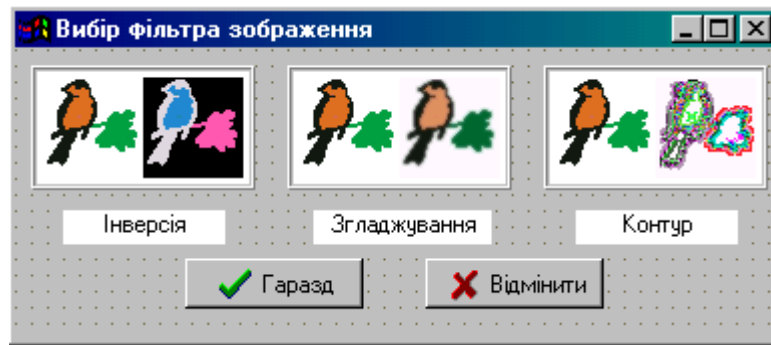 Вибір фільтра зображення
Інверсія
Згладжування
Контур
Гаразд
Відмінити